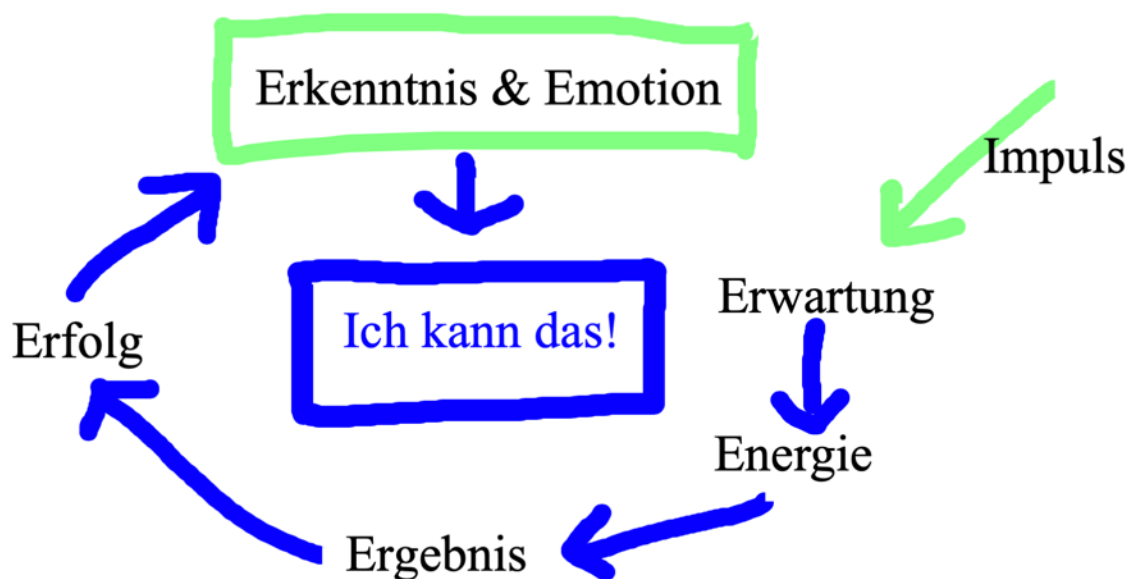 Erkenntnis & Emotion
Impuls
Erwartung
Ich kann das!
Erfolg
Energie
Ergebnis